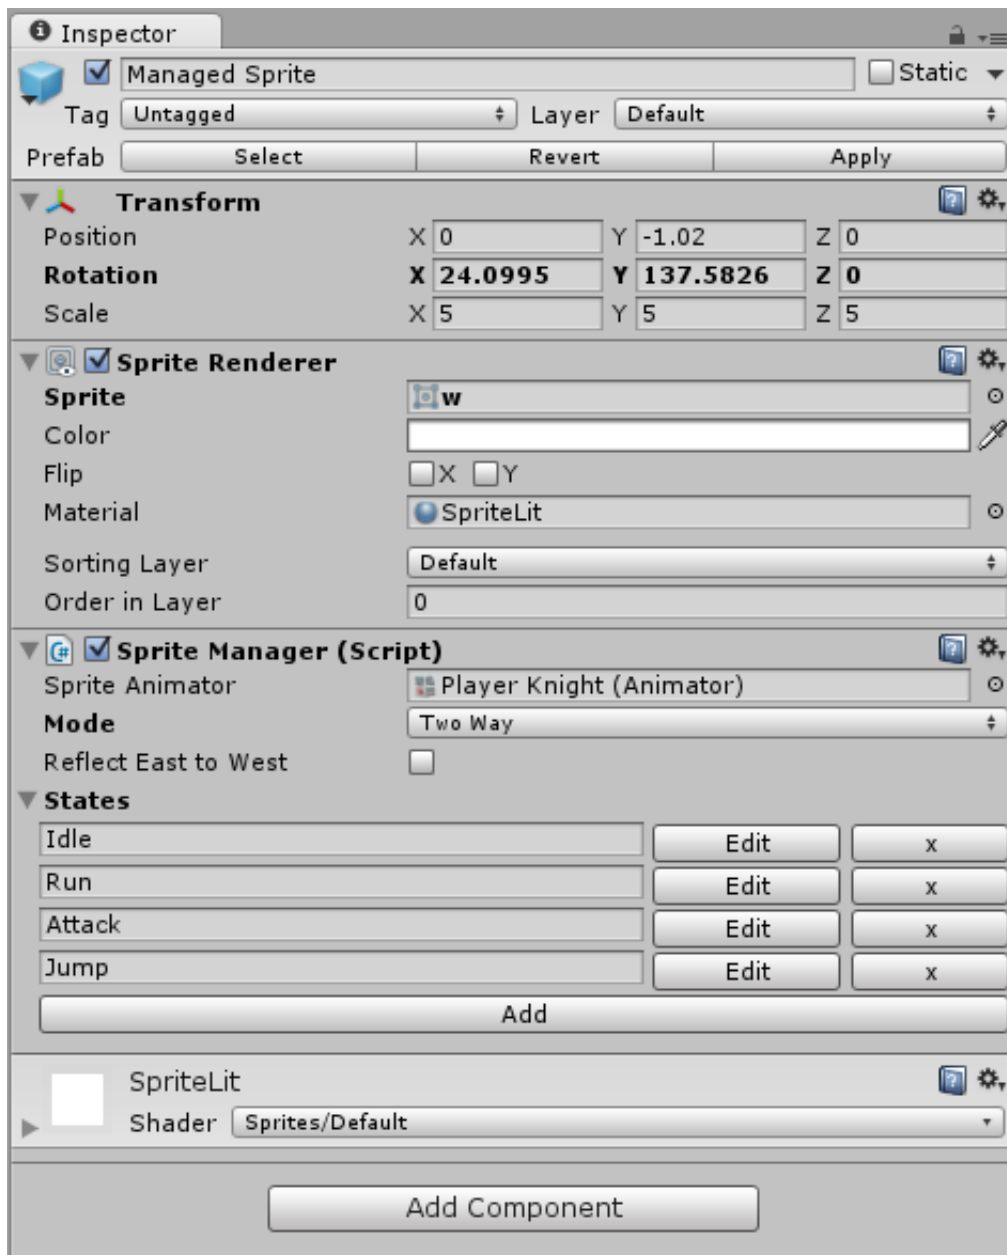 Inspector
Managed Sprite Static
Tag Untagged Layer Default
Prefab Select Revert Apply
Transform
Position X 0 Y -1.02 Z 0
Rotation X 24.0995 Y 137.5826 Z 0
Scale X 5 Y 5 Z 5
Sprite Renderer
Sprite w
Color
Flip X Y
Material SpriteLit
Sorting Layer Default
Order in Layer 0
Sprite Manager (Script)
Sprite Animator Player Knight (Animator)
Mode Two Way
Reflect East to West
States
Idle Edit x
Run Edit x
Attack Edit x
Jump Edit x
Add
SpriteLit
Shader Sprites/Default
Add Component